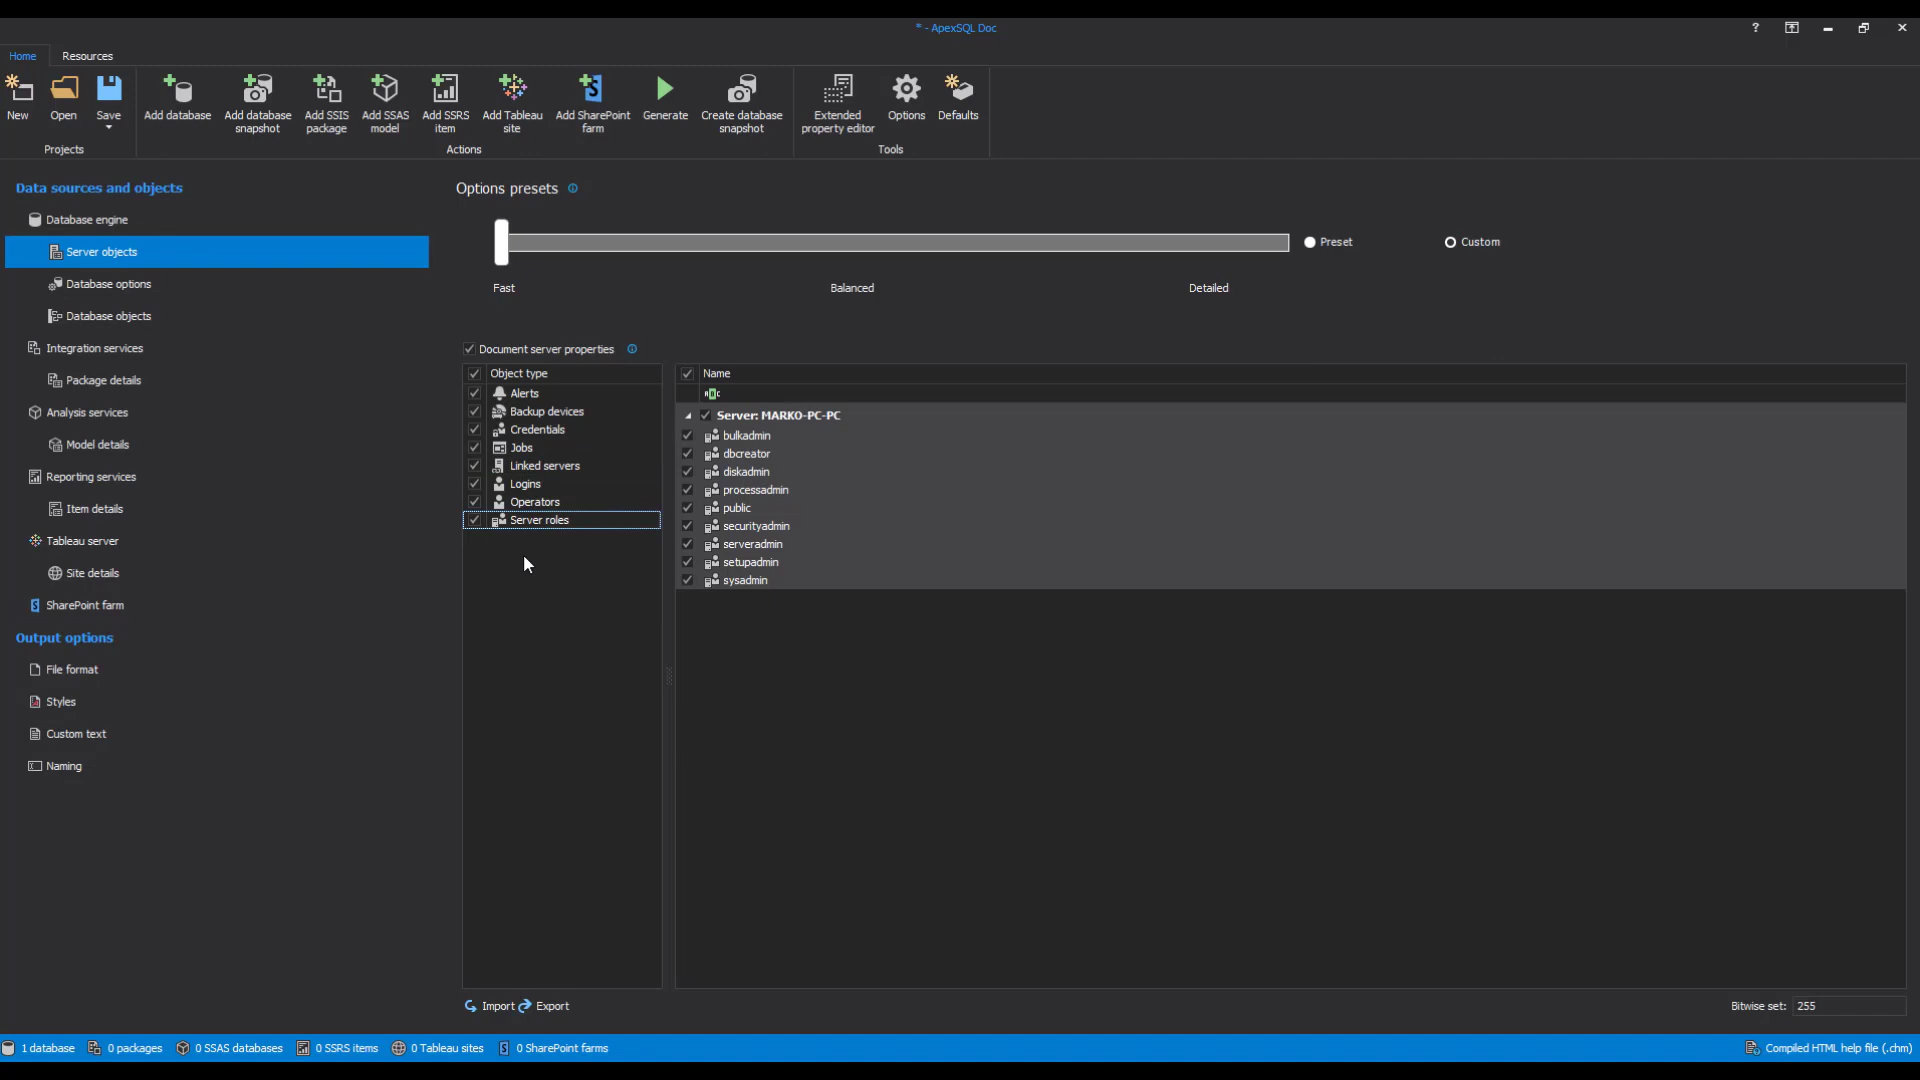 * - ApexSQL Doc
?
Home Resources
New
Open
Save
Add database
Add database snapshot
Add SSIS package
Add SSAS model
Add SSRS item
Add Tableau site
Add SharePoint farm
Generate
Create database snapshot
Extended property editor
Options
Defaults
Projects
Actions
Tools
Data sources and objects
Database engine
Server objects
Database options
Database objects
Integration services
Package details
Analysis services
Model details
Reporting services
Item details
Tableau server
Site details
SharePoint farm
Output options
File format
Styles
Custom text
Naming
Options presets
Preset
Custom
Fast
Balanced
Detailed
Document server properties
Object type
Alerts
Backup devices
Credentials
Jobs
Linked servers
Logins
Operators
Server roles
Name
Server: MARKO-PC-PC
bulkadmin
dbcreator
diskadmin
processadmin
public
securityadmin
serveradmin
setupadmin
sysadmin
Import Export
Bitwise set: 255
1 database 0 packages 0 SSAS databases 0 SSRS items 0 Tableau sites 0 SharePoint farms
Compiled HTML help file (.chm)